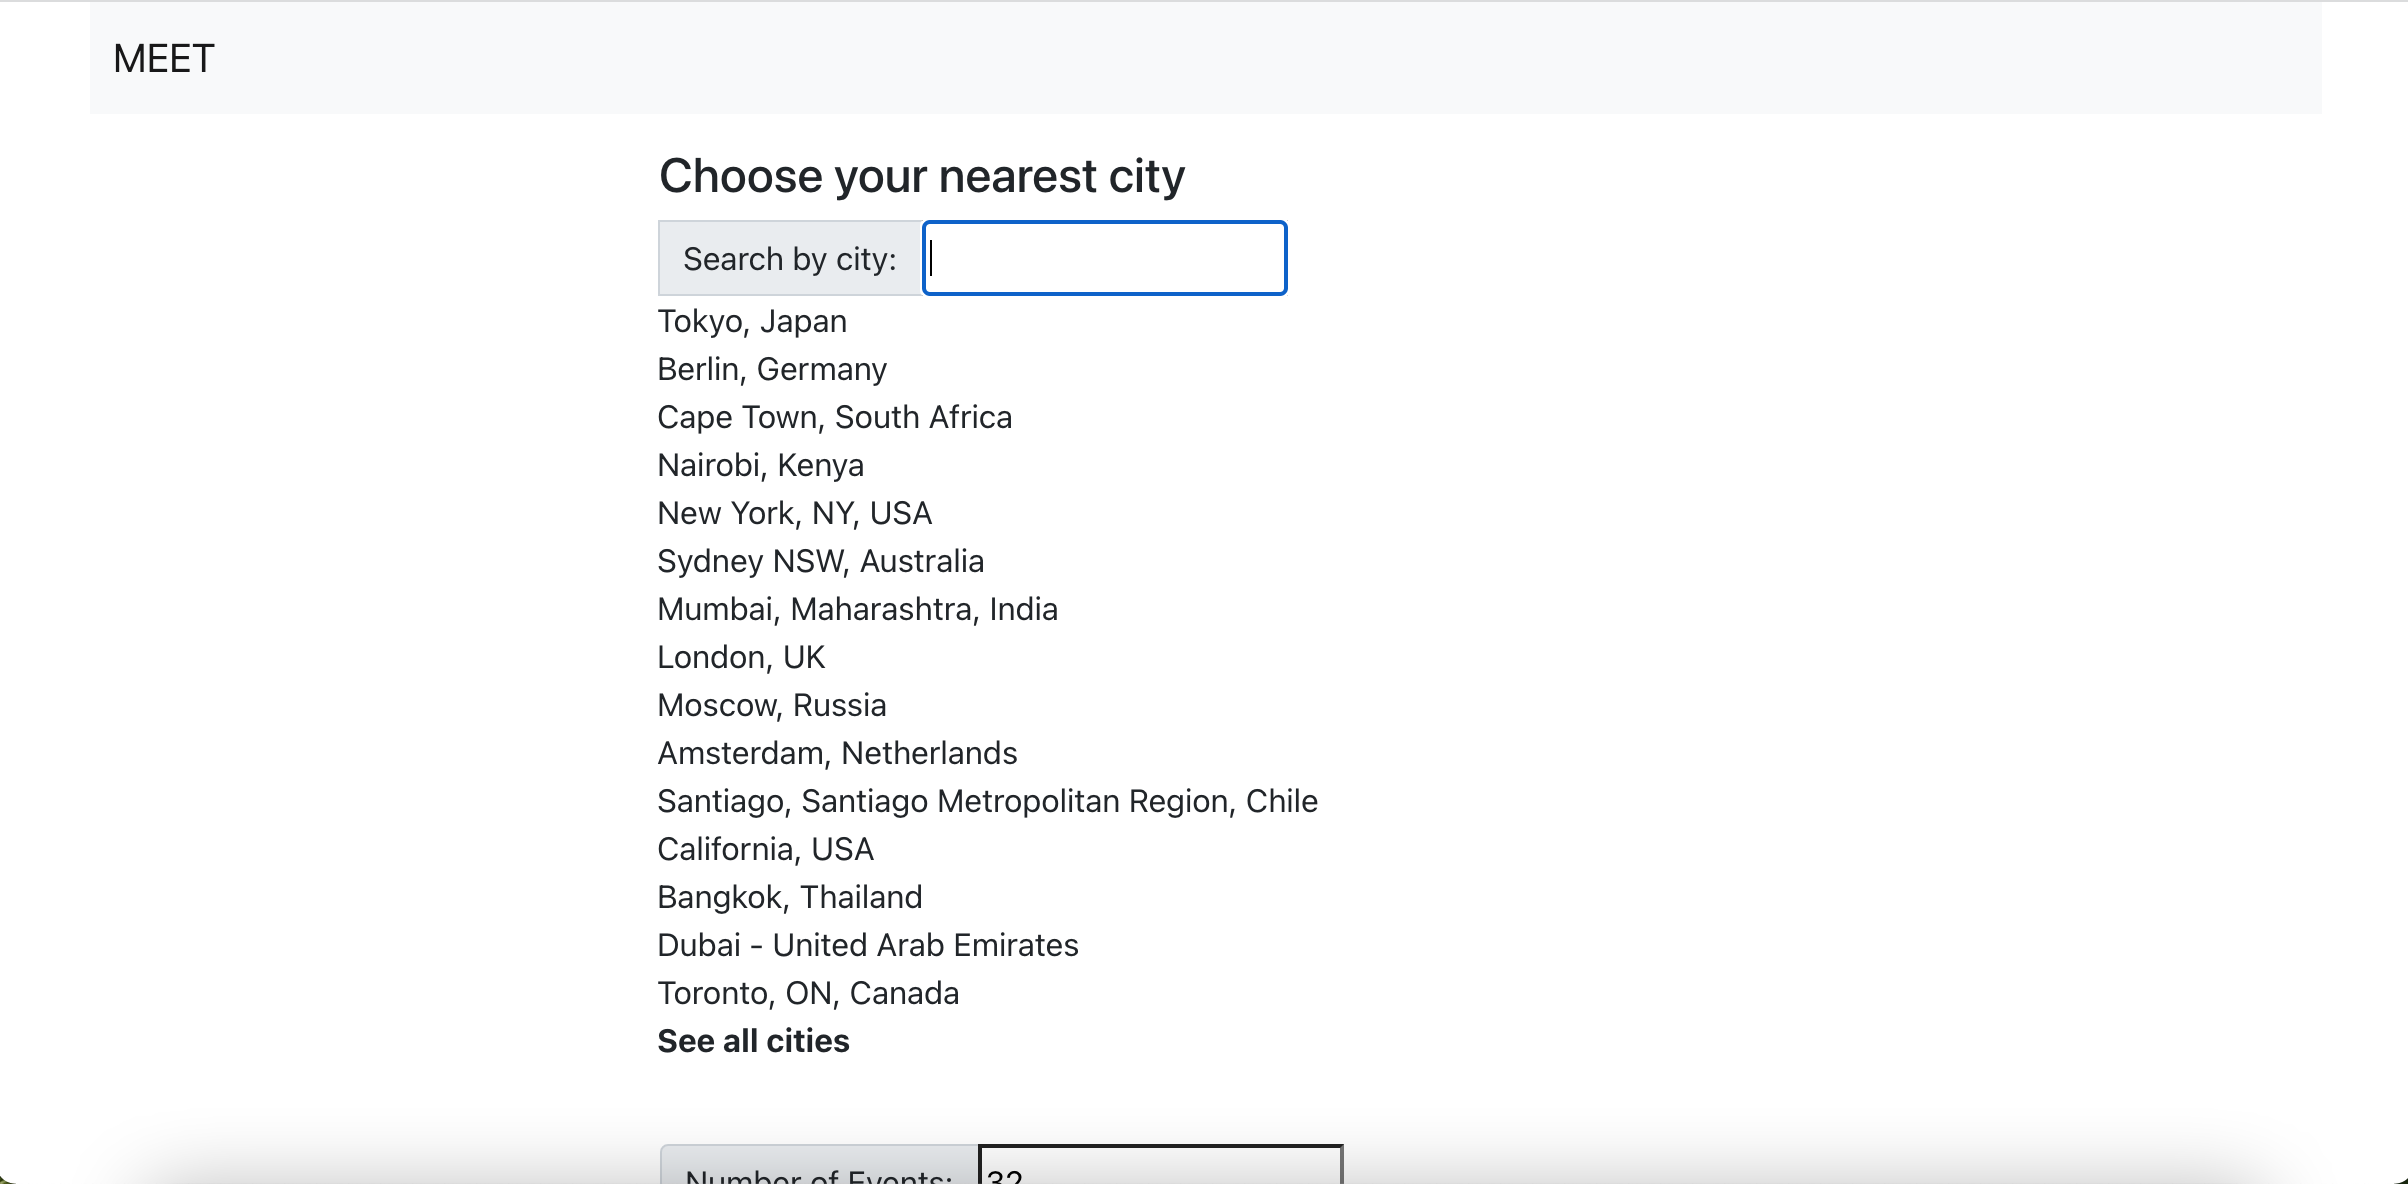 MEET
Choose your nearest city
Search by city:
Tokyo, Japan
Berlin, Germany
Cape Town, South Africa
Nairobi, Kenya
New York, NY, USA
Sydney NSW, Australia
Mumbai, Maharashtra, India
London, UK
Moscow, Russia
Amsterdam, Netherlands
Santiago, Santiago Metropolitan Region, Chile
California, USA
Bangkok, Thailand
Dubai - United Arab Emirates
Toronto, ON, Canada
See all cities
Number of Events: 32